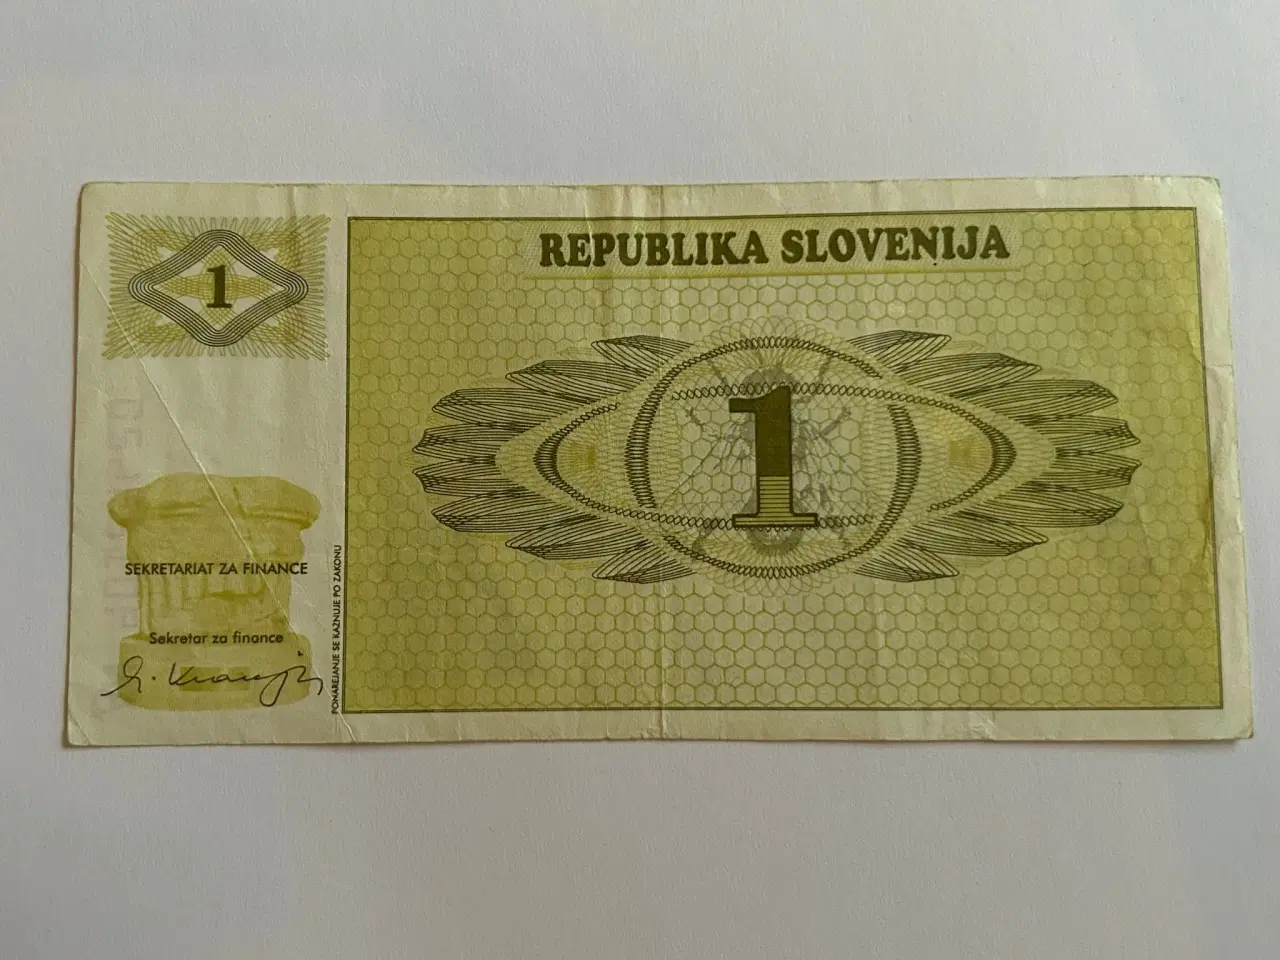 1
REPUBLIKA SLOVENIJA
1
SEKRETARIAT ZA FINANCE
Sekretar za finance
PONAREJANJE SE KAZNUJE PO ZAKONU